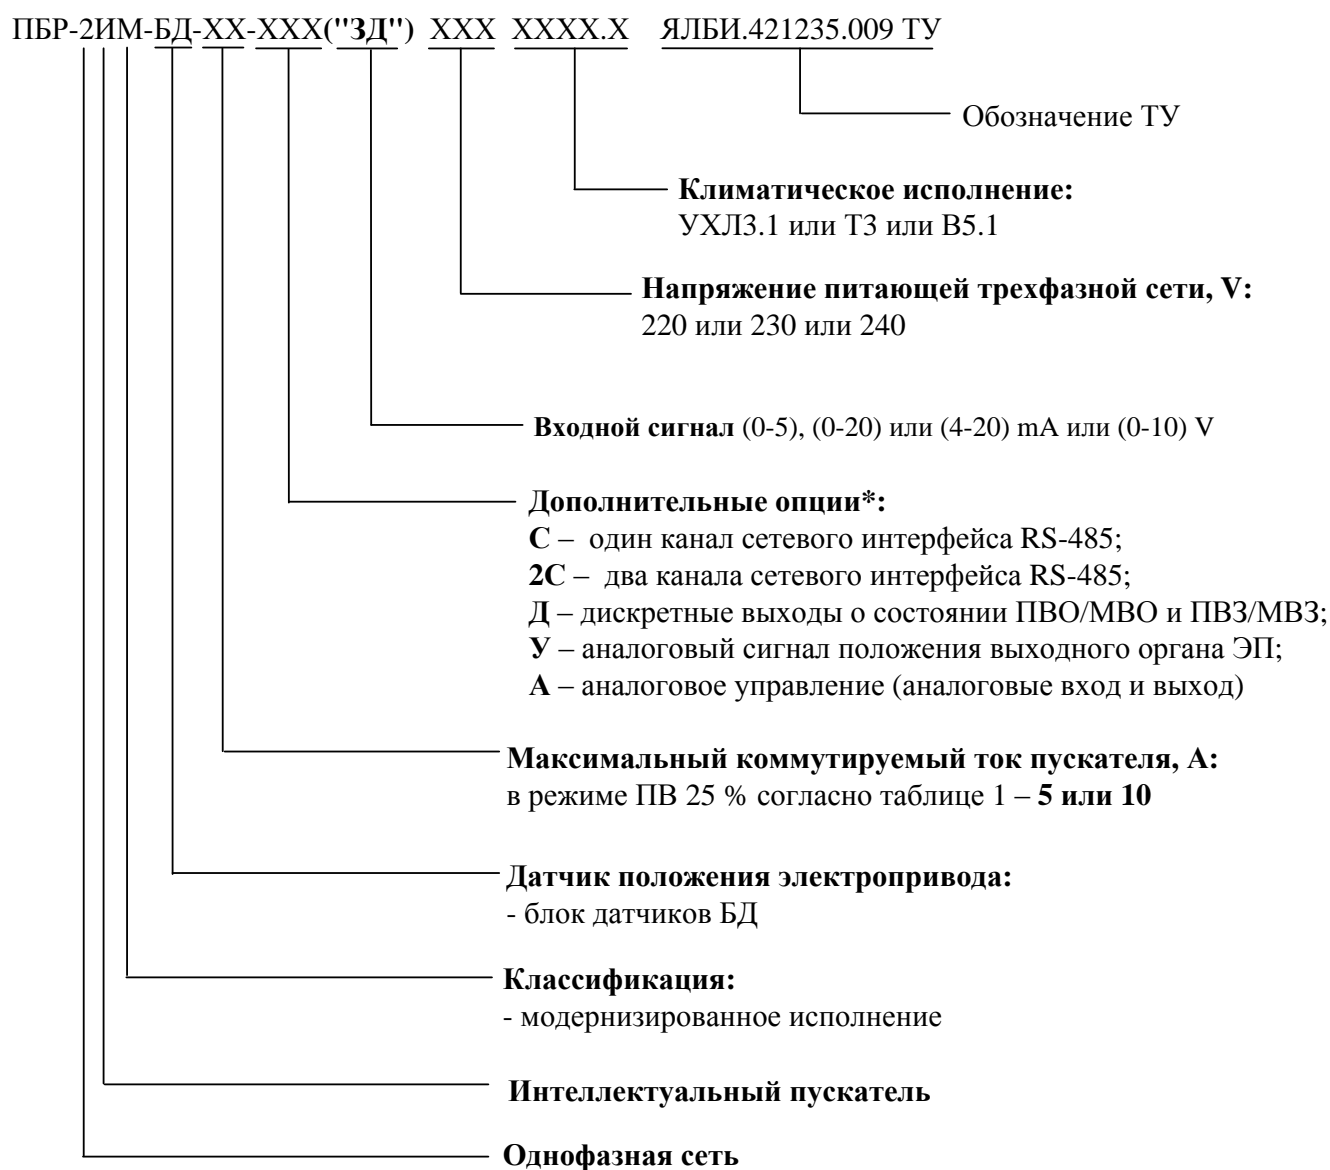 ПБР-2ИМ-БД-ХХ-ХХХ("ЗД") ХХХ ХХХХ.Х ЯЛБИ.421235.009 ТУ
Обозначение ТУ
Климатическое исполнение:
УХЛ3.1 или Т3 или В5.1
Напряжение питающей трехфазной сети, V:
220 или 230 или 240
Входной сигнал (0-5), (0-20) или (4-20) mA или (0-10) V
Дополнительные опции*:
С – один канал сетевого интерфейса RS-485;
2С – два канала сетевого интерфейса RS-485;
Д – дискретные выходы о состоянии ПВО/МВО и ПВЗ/МВЗ;
У – аналоговый сигнал положения выходного органа ЭП;
А – аналоговое управление (аналоговые вход и выход)
Максимальный коммутируемый ток пускателя, А:
в режиме ПВ 25 % согласно таблице 1 – 5 или 10
Датчик положения электропривода:
- блок датчиков БД
Классификация:
- модернизированное исполнение
Интеллектуальный пускатель
Однофазная сеть